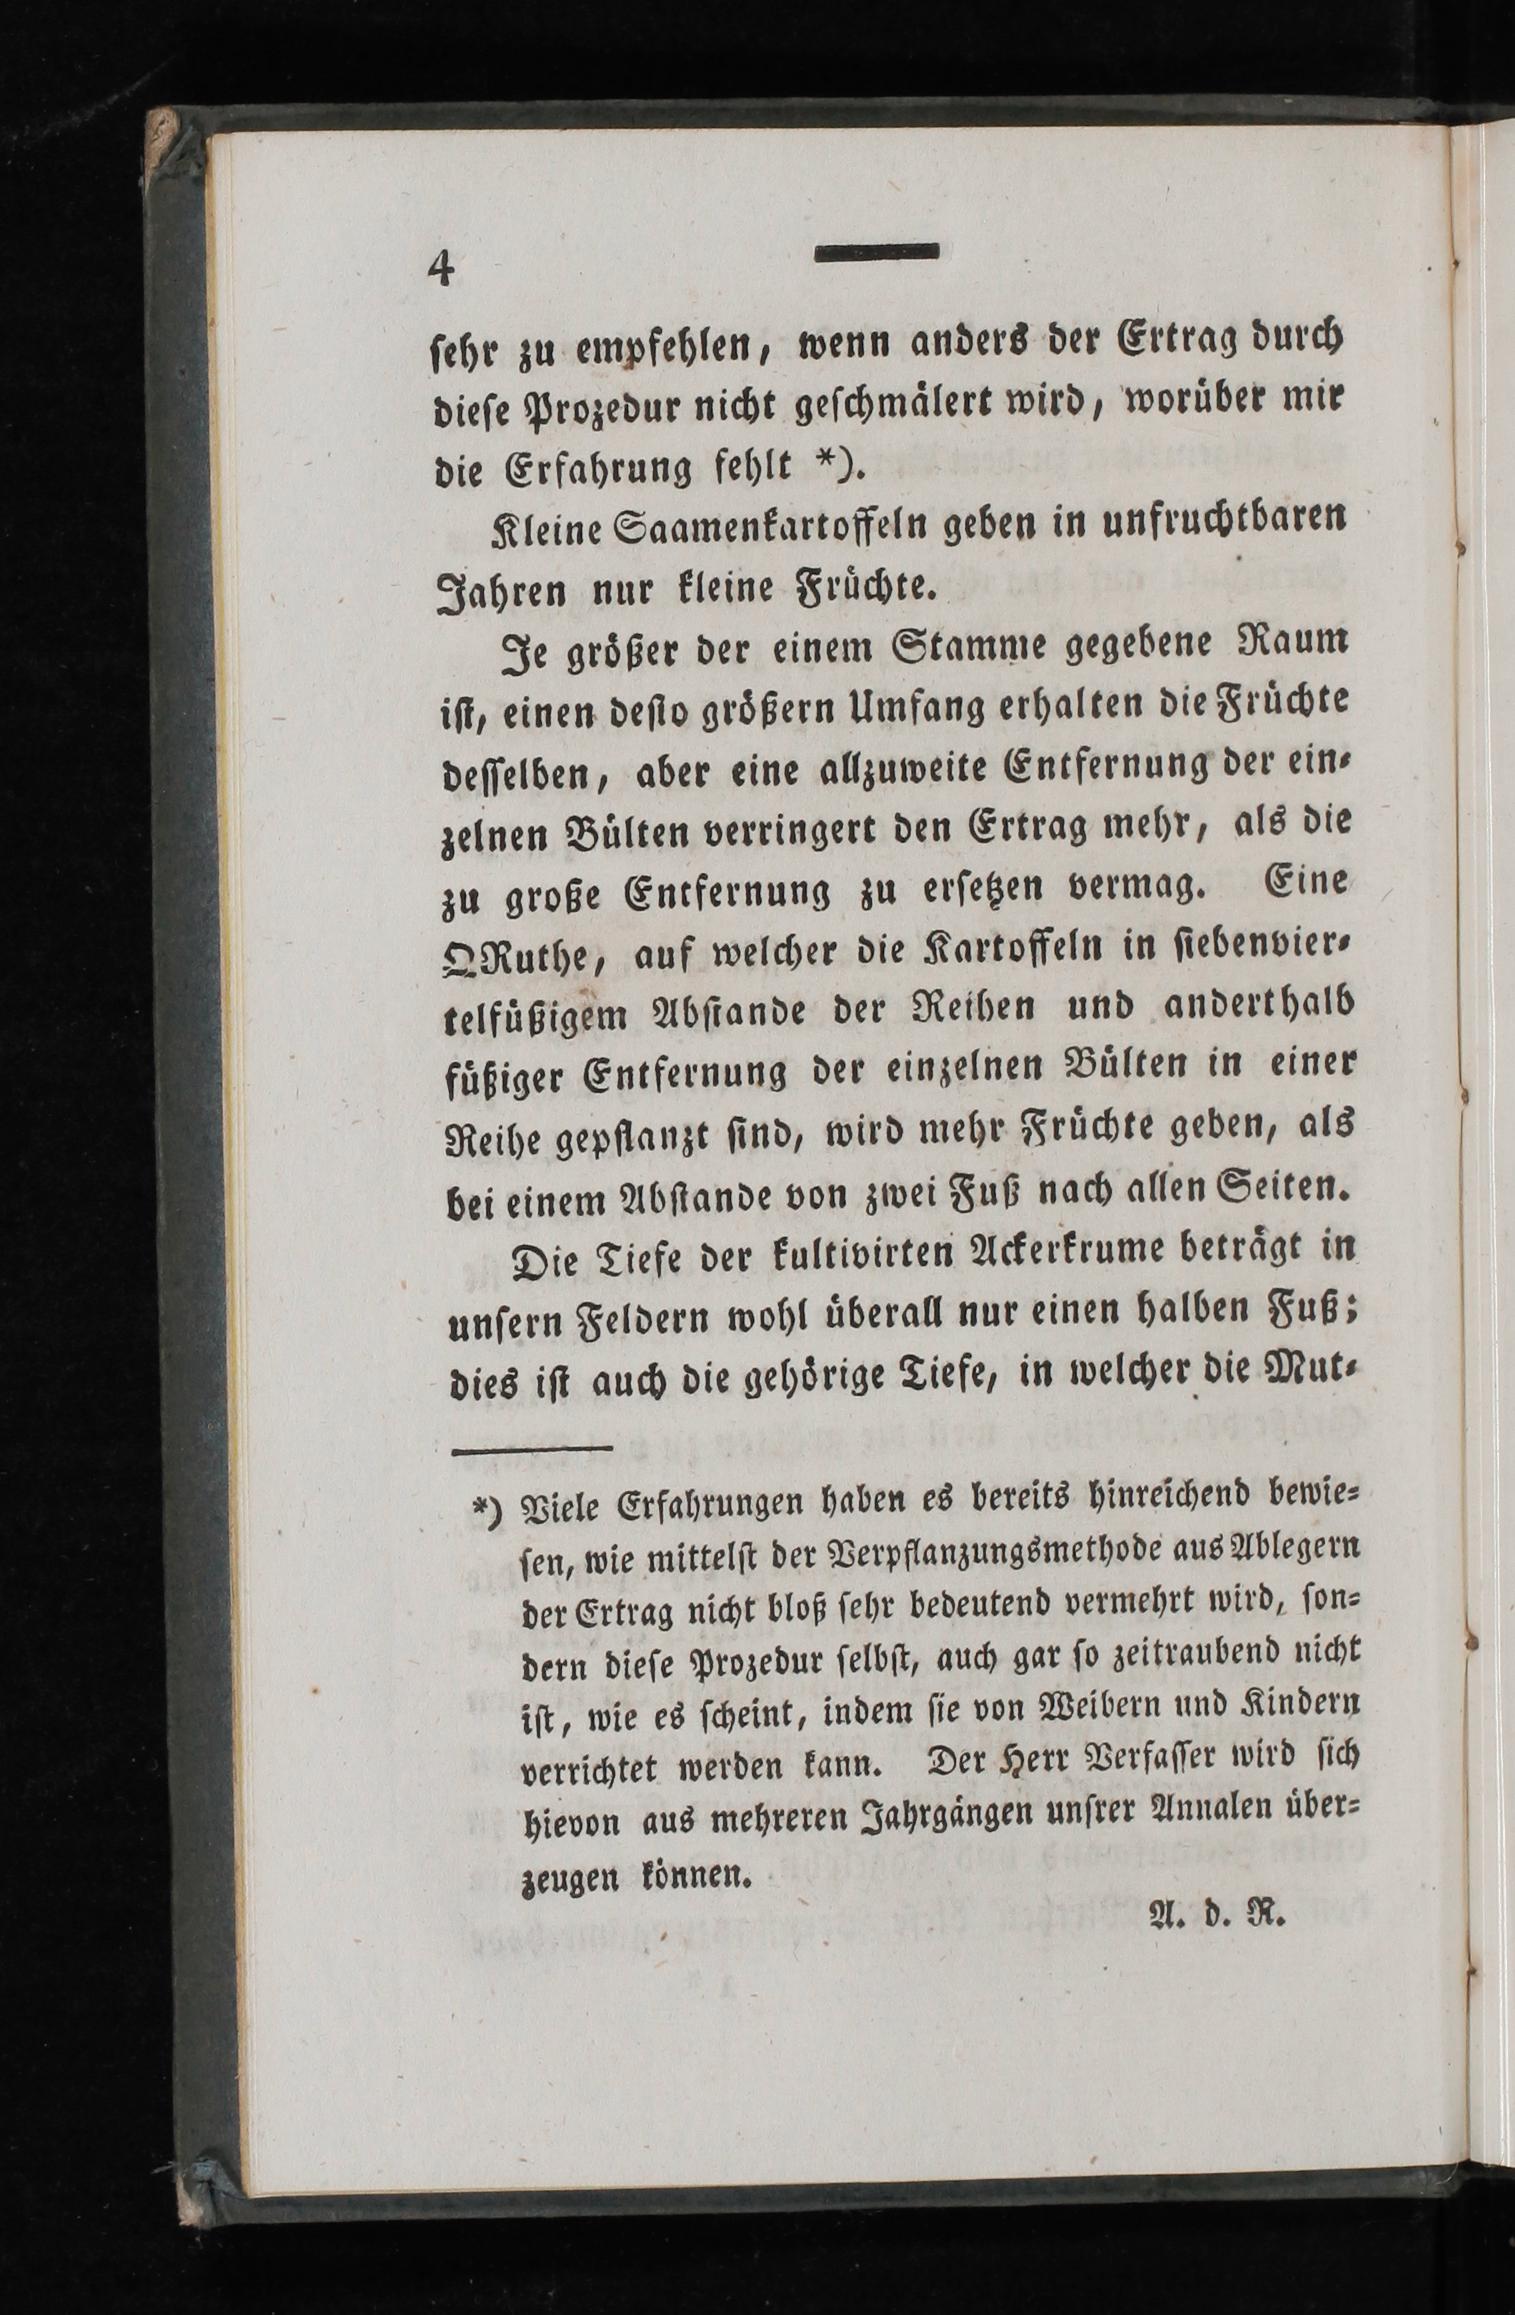 4
ſehr zu empfehlen, wenn anders der Ertrag durch
dieſe Prozedur nicht geſchmälert wird, worüber mir
die Erfahrung fehlt *).
Kleine Saamenkartoffeln geben in unfruchtbaren
Jahren nur kleine Früchte.
Je größer der einem Stamme gegebene Raum
iſt, einen deſto größern Umfang erhalten die Früchte
deſſelben, aber eine allzuweite Entfernung der ein⸗
zelnen Bülten verringert den Ertrag mehr, als die
zu große Entfernung zu erſetzen vermag. Eine
QRuthe, auf welcher die Kartoffeln in ſiebenvier⸗
telfüßigem Abſtande der Reihen und anderthalb
füßiger Entfernung der einzelnen Bülten in einer
Reihe gepflanzt ſind, wird mehr Früchte geben, als
bei einem Abſtande von zwei Fuß nach allen Seiten.
Die Tiefe der kultivirten Ackerkrume beträgt in
unſern Feldern wohl überall nur einen halben Fuß;
dies iſt auch die gehörige Tiefe, in welcher die Mut⸗
*) Viele Erfahrungen haben es bereits hinreichend bewie⸗
ſen, wie mittelſt der Verpflanzungsmethode aus Ablegern
der Ertrag nicht bloß ſehr bedeutend vermehrt wird, ſon⸗
dern dieſe Prozedur ſelbſt, auch gar ſo zeitraubend nicht
iſt, wie es ſcheint, indem ſie von Weibern und Kindern
verrichtet werden kann. Der Herr Verfaſſer wird ſich
hievon aus mehreren Jahrgängen unſrer Annalen über⸗
zeugen können.
A. d. R.